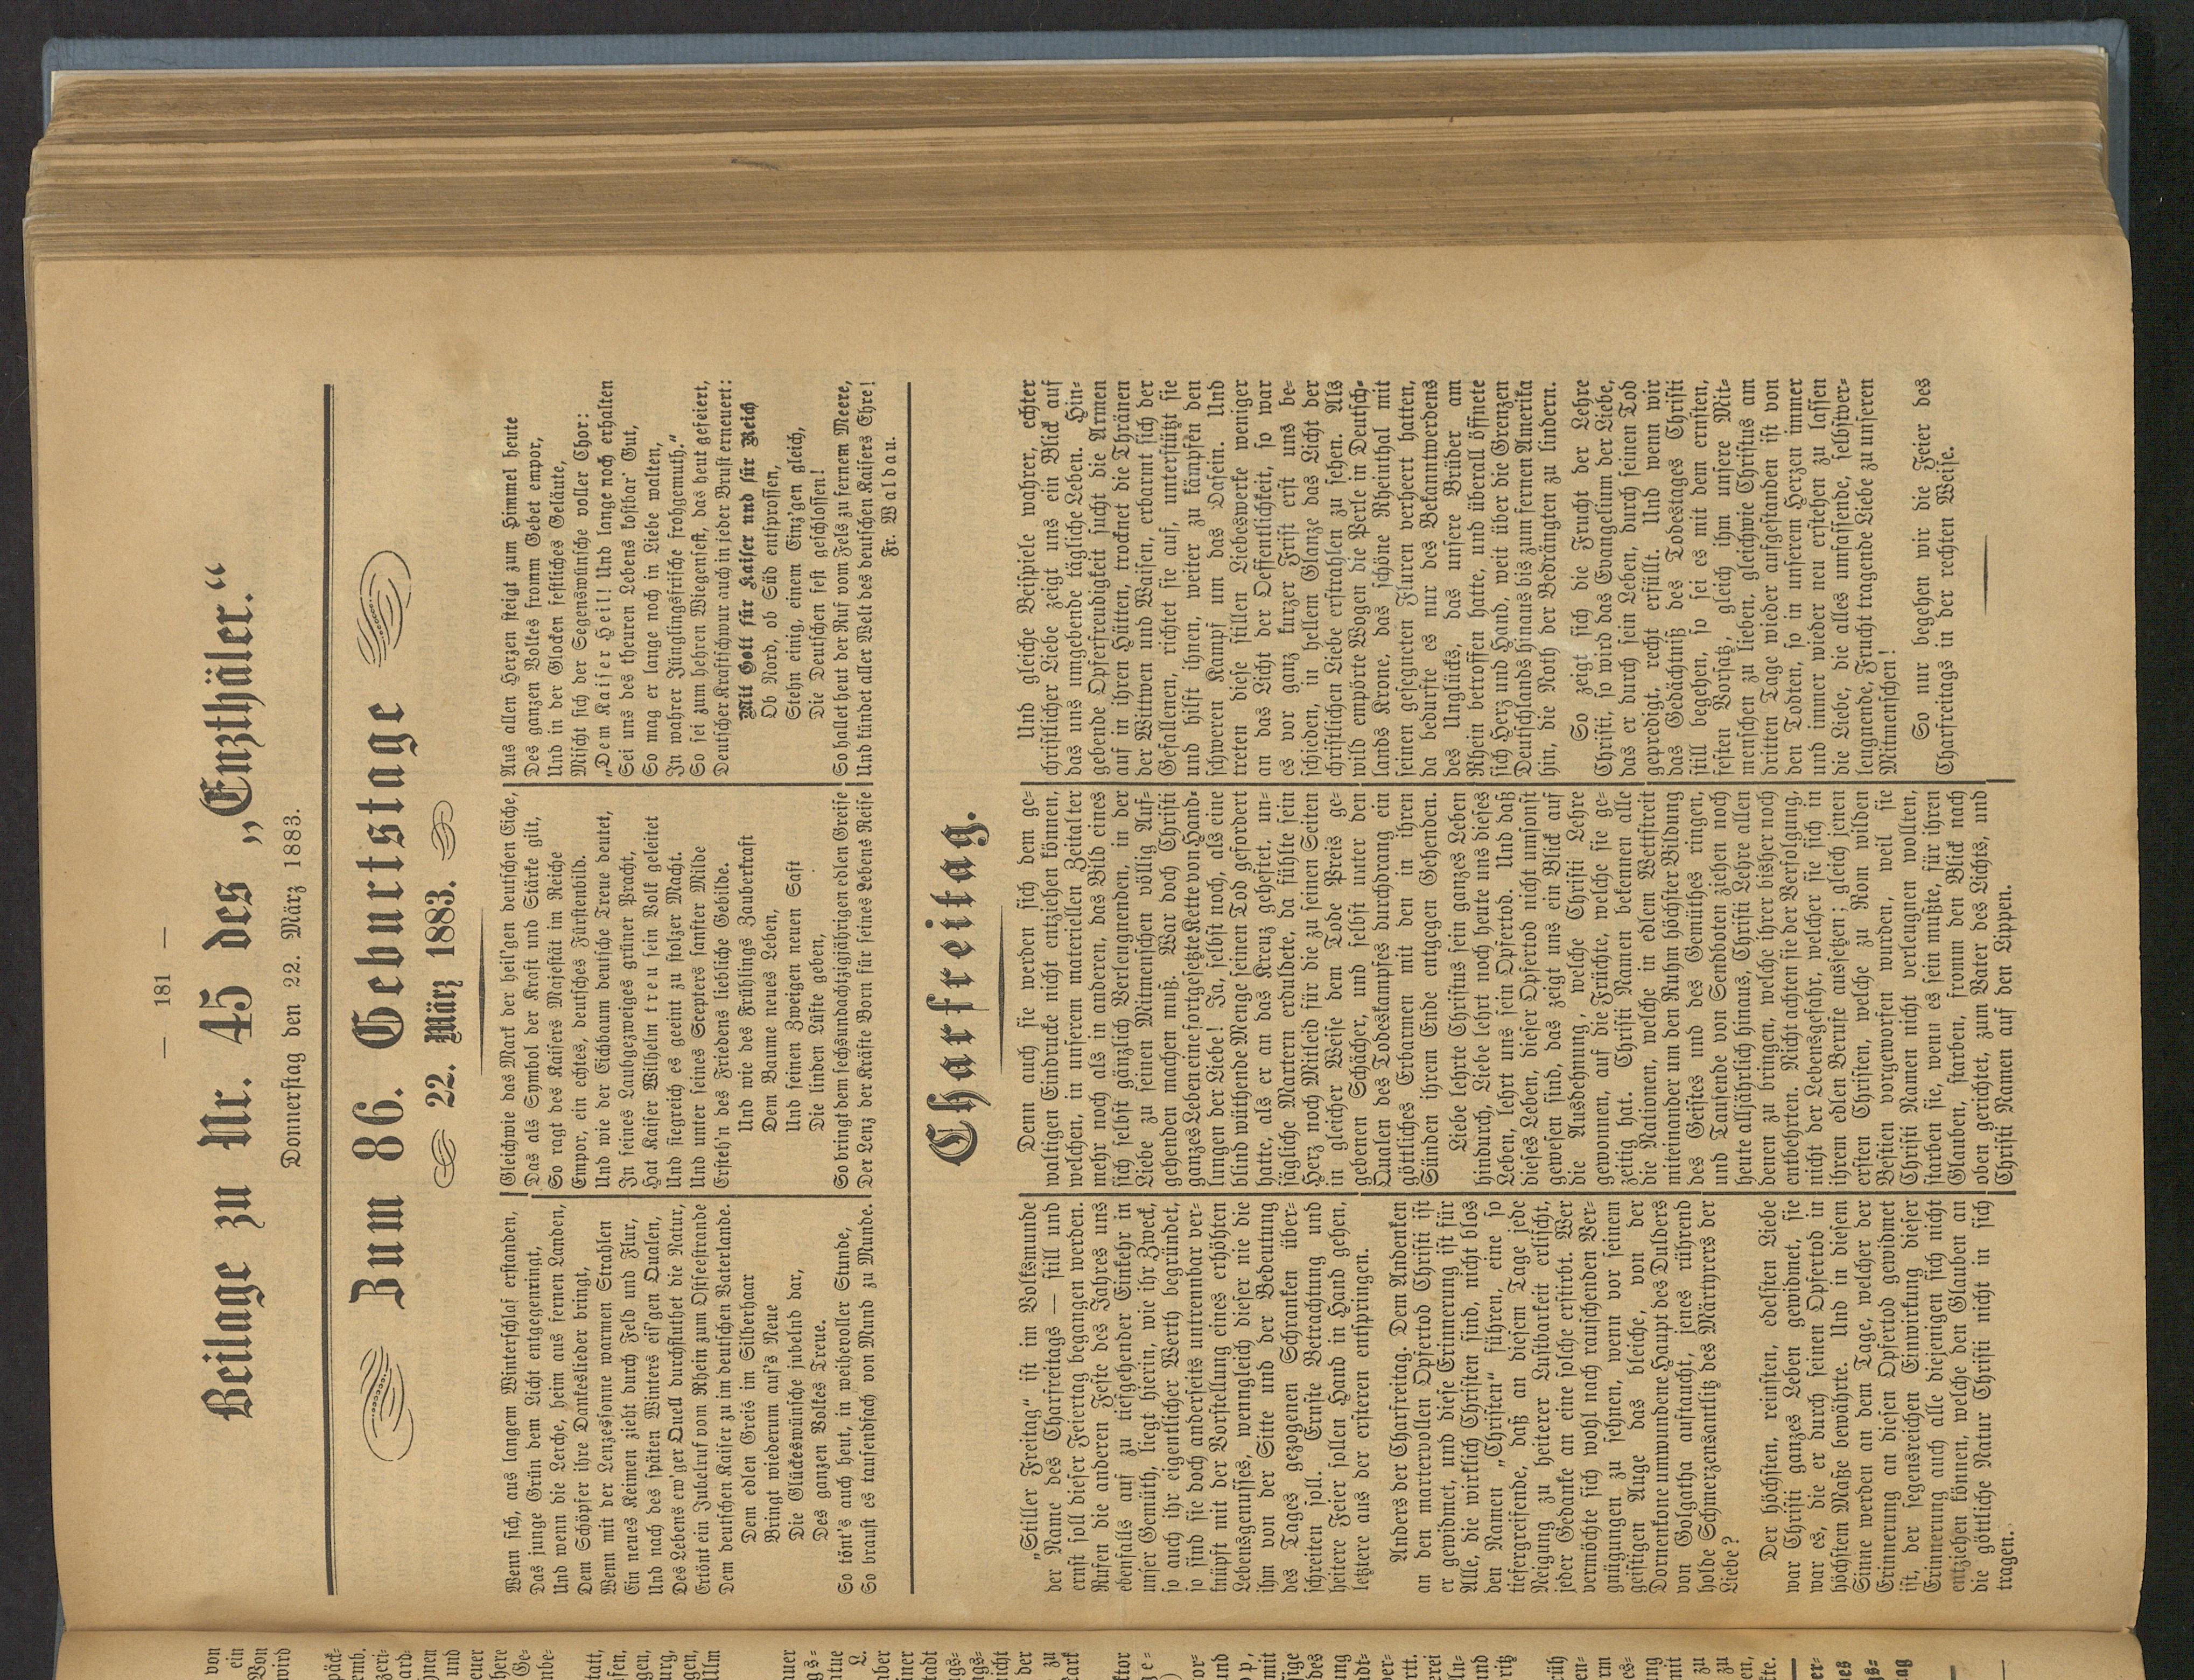 — 181 —
Beilage zu Nr. 45 des „Enzthäler.“
Donnerstag den 22. März 1883.
Zum 86. Geburtstage
22. März 1883.
Wenn sich, aus langem Winterschlaf erstanden,
Das junge Grün dem Licht entgegenringt,
Und wenn die Lerche, heim aus fernen Landen,
Dem Schöpfer ihre Dankeslieder bringt,
Wenn mit der Lenzessonne warmen Strahlen
Ein neues Keimen zieht durch Feld und Flur,
Und nach des späten Winters eis'gen Qualen,
Des Lebens ew'ger Quell durchfluthet die Natur,
Ertönt ein Jubelruf vom Rhein zum Ostseestrande
Dem deutschen Kaiser zu im deutschen Vaterlande.
Dem edlen Greis im Silberhaar
Bringt wiederum auf's Neue
Die Glückswünsche jubelnd dar,
Des ganzen Volkes Treue.
So tönt's auch heut, in weihevoller Stunde,
So braust es tausendfach von Mund zu Munde.
Gleichwie das Mark der heil'gen deutschen Eiche,
Das als Symbol der Kraft und Stärke gilt,
So ragt des Kaisers Majestät im Reiche
Empor, ein echtes, deutsches Fürstenbild.
Und wie der Eichbaum deutsche Treue deutet,
In seines Laubgezweiges grüner Pracht,
Hat Kaiser Wilhelm treu sein Volk geleitet
Und siegreich es geeint zu stolzer Macht.
Und unter seines Scepters sanfter Milde
Ersteh'n des Friedens liebliche Gebilde.
Und wie des Frühlings Zauberkraft
Dem Baume neues Leben,
Und seinen Zweigen neuen Saft
Die linden Lüfte geben,
So bringt dem sechsundachtzigjährigen edlen Greise
Der Lenz der Kräfte Born für seines Lebens Reise
Aus allen Herzen steigt zum Himmel heute
Des ganzen Volkes fromm Gebet empor,
Und in der Glocken festliches Geläute,
Mischt sich der Segenswünsche voller Chor:
„Dem Kaiser Heil! Und lange noch erhalten
Sei uns des theuren Lebens kostbar' Gut,
So mag er lange noch in Liebe walten,
In wahrer Jünglingsfrische frohgemuth.“
So sei zum hehren Wiegenfest, das heut gefeiert,
Deutscher Kraftschwur auch in jeder Brust erneuert:
Mit Gott für Kaiser und für Reich
Ob Nord, ob Süd entsprossen,
Stehn einig, einem Einz'gen gleich,
Die Deutschen fest geschlossen!
So hallet heut der Ruf vom Fels zu fernem Meere,
Und kündet aller Welt des deutschen Kaisers Ehre!
Fr. Waldau.
Charfreitag.
„Stiller Freitag“ ist im Volksmunde
der Name des Charfreitags — still und
ernst soll dieser Feiertag begangen werden.
Rufen die anderen Feste des Jahres uns
ebenfalls auf zu tiefgehender Einkehr in
unser Gemüth, liegt hierin, wie ihr Zweck,
so auch ihr eigentlicher Werth begründet,
so sind sie doch anderseits untrennbar ver-
knüpft mit der Vorstellung eines erhöhten
Lebensgenusses, wenngleich dieser nie die
ihm von der Sitte und der Bedeutung
des Tages gezogenen Schranken über-
schreiten soll. Ernste Betrachtung und
heitere Feier sollen Hand in Hand gehen,
letztere aus der ersteren entspringen.
Anders der Charfreitag. Dem Andenken
an den martervollen Opfertod Christi ist
er gewidmet, und diese Erinnerung ist für
Alle, die wirklich Christen sind, nicht blos
den Namen „Christen“ führen, eine so
tiefergreifende, daß an diesem Tage jede
Neigung zu heiterer Lustbarkeit erlischt,
jeder Gedanke an eine solche erstirbt. Wer
vermöchte sich wohl nach rauschenden Ver-
gnügungen zu sehnen, wenn vor seinem
geistigen Auge das bleiche, von der
Dornenkone umwundene Haupt des Dulders
von Golgatha auftaucht, jenes rührend
holde Schmerzensantlitz des Märtyrers der
Liebe?
Der höchsten, reinsten, edelsten Liebe
war Christi ganzes Leben gewidmet, sie
war es, die er durch seinen Opfertod in
höchstem Maße bewährte. Und in diesem
Sinne werden an dem Tage, welcher der
Erinnerung an diesen Opfertod gewidmet
ist, der segensreichen Einwirkung dieser
Erinnerung auch alle diejenigen sich nicht
entziehen können, welche den Glauben an
die göttliche Natur Christi nicht in sich
tragen.
Denn auch sie werden sich dem ge-
waltigen Eindrucke nicht entziehen können,
welchen, in unserem materiellen Zeitalter
mehr noch als in anderen, das Bild eines
sich selbst gänzlich Verleugnenden, in der
Liebe zu seinen Mitmenschen völlig Auf-
gehenden machen muß. War doch Christi
ganzes Leben eine fortgesetzte Kette von Hand-
lungen der Liebe! Ja, selbst noch, als eine
blind wüthende Menge seinen Tod gefordert
hatte, als er an das Kreuz geheftet, un-
sägliche Martern erduldete, da fühlte sein
Herz noch Mitleid für die zu seinen Seiten
in gleicher Weise dem Tode Preis ge-
gebenen Schächer, und selbst unter den
Qualen des Todeskampfes durchdrang ein
göttliches Erbarmen mit den in ihren
Sünden ihrem Ende entgegen Gehenden.
Liebe lehrte Christus sein ganzes Leben
hindurch, Liebe lehrt noch heute uns dieses
Leben, lehrt uns sein Opfertod. Und daß
dieses Leben, dieser Opfertod nicht umsonst
gewesen sind, das zeigt uns ein Blick auf
die Ausdehnung, welche Christi Lehre
gewonnen, auf die Früchte, welche sie ge-
zeitig hat. Christi Namen bekennen alle
die Nationen, welche in edlem Wettstreit
miteinander um den Ruhm höchster Bildung
des Geistes und des Gemüthes ringen,
und Tausende von Sendboten ziehen noch
heute alljährlich hinaus, Christi Lehre allen
denen zu bringen, welche ihrer bisher noch
entbehrten. Nicht achten sie der Verfolgung,
nicht der Lebensgefahr, welcher sie sich in
ihrem edlen Berufe aussetzen; gleich jenen
ersten Christen, welche zu Rom wilden
Bestien vorgeworfen wurden, weil sie
Christi Namen nicht verleugnen wollten,
starben sie, wenn es sein mußte, für ihren
Glauben, starben, fromm den Blick nach
oben gerichtet, zum Vater des Lichts, und
Christi Namen auf den Lippen.
Und gleiche Beispiele wahrer, echter
christlicher Liebe zeigt uns ein Blick auf
das uns umgebende tägliche Leben. Hin-
gebende Opferfreudigkeit sucht die Armen
auf in ihren Hütten, trocknet die Thränen
der Wittwen und Waisen, erbarmt sich der
Gefallenen, richtet sie auf, unterstützt sie
und hilft ihnen, weiter zu kämpfen den
schweren Kampf um das Dasein. Und
treten diese stillen Liebeswerke weniger
an das Licht der Oeffentlichkeit, so war
es vor ganz kurzer Frist erst uns be-
schieden, in hellem Glanze das Licht der
christlichen Liebe erstrahlen zu sehen. Als
wild empörte Wogen die Perle in Deutsch-
lands Krone, das schöne Rheinthal mit
seinen gesegneten Fluren verheert hatten,
da bedurfte es nur des Bekanntwerdens
des Unglücks, das unsere Brüder am
Rhein betroffen hatte, und überall öffnete
sich Herz und Hand, weit über die Grenzen
Deutschlands hinaus bis zum fernen Amerika
hin, die Noth der Bedrängten zu lindern.
So zeigt sich die Frucht der Lehre
Christi, so wird das Evangelium der Liebe,
das er durch sein Leben, durch seinen Tod
gepredigt, recht erfüllt. Und wenn wir
das Gedächtniß des Todestages Christi
still begehen, so sei es mit dem ernsten,
festen Vorsatz, gleich ihm unsere Mit-
menschen zu lieben, gleichwie Christus am
dritten Tage wieder aufgestanden ist von
den Todten, so in unserem Herzen immer
und immer wieder neu erstehen zu lassen
die Liebe, die alles umfassende, selbstver-
leugnende, Frucht tragende Liebe zu unseren
Mitmenschen!
So nur begehen wir die Feier des
Charfreitags in der rechten Weise.